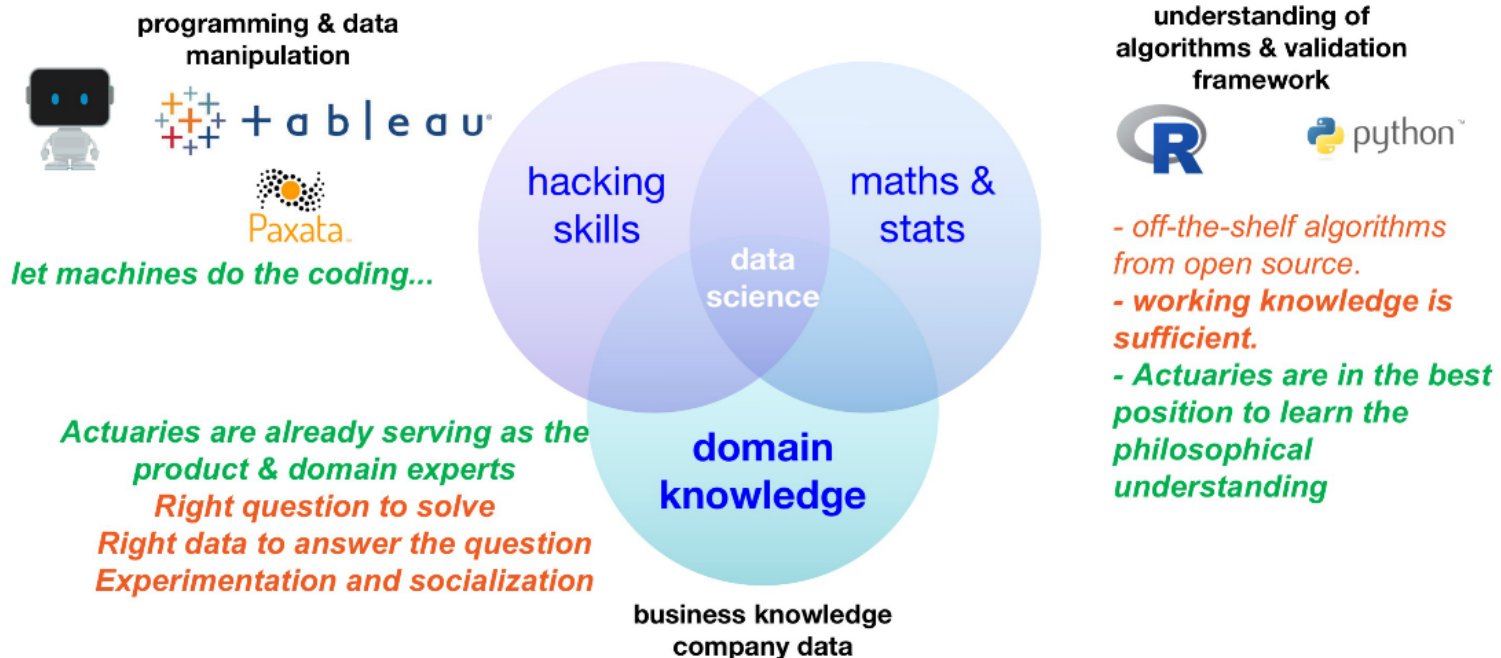 programming & data
manipulation
+ a b | e a u
Paxata
let machines do the coding...
Actuaries are already serving as the
product & domain experts
Right question to solve
Right data to answer the question
Experimentation and socialization
hacking
skills
maths &
stats
data
science
domain
knowledge
business knowledge
company data
understanding of
algorithms & validation
framework
R
python™
- off-the-shelf algorithms
from open source.
- working knowledge is
sufficient.
- Actuaries are in the best
position to learn the
philosophical
understanding